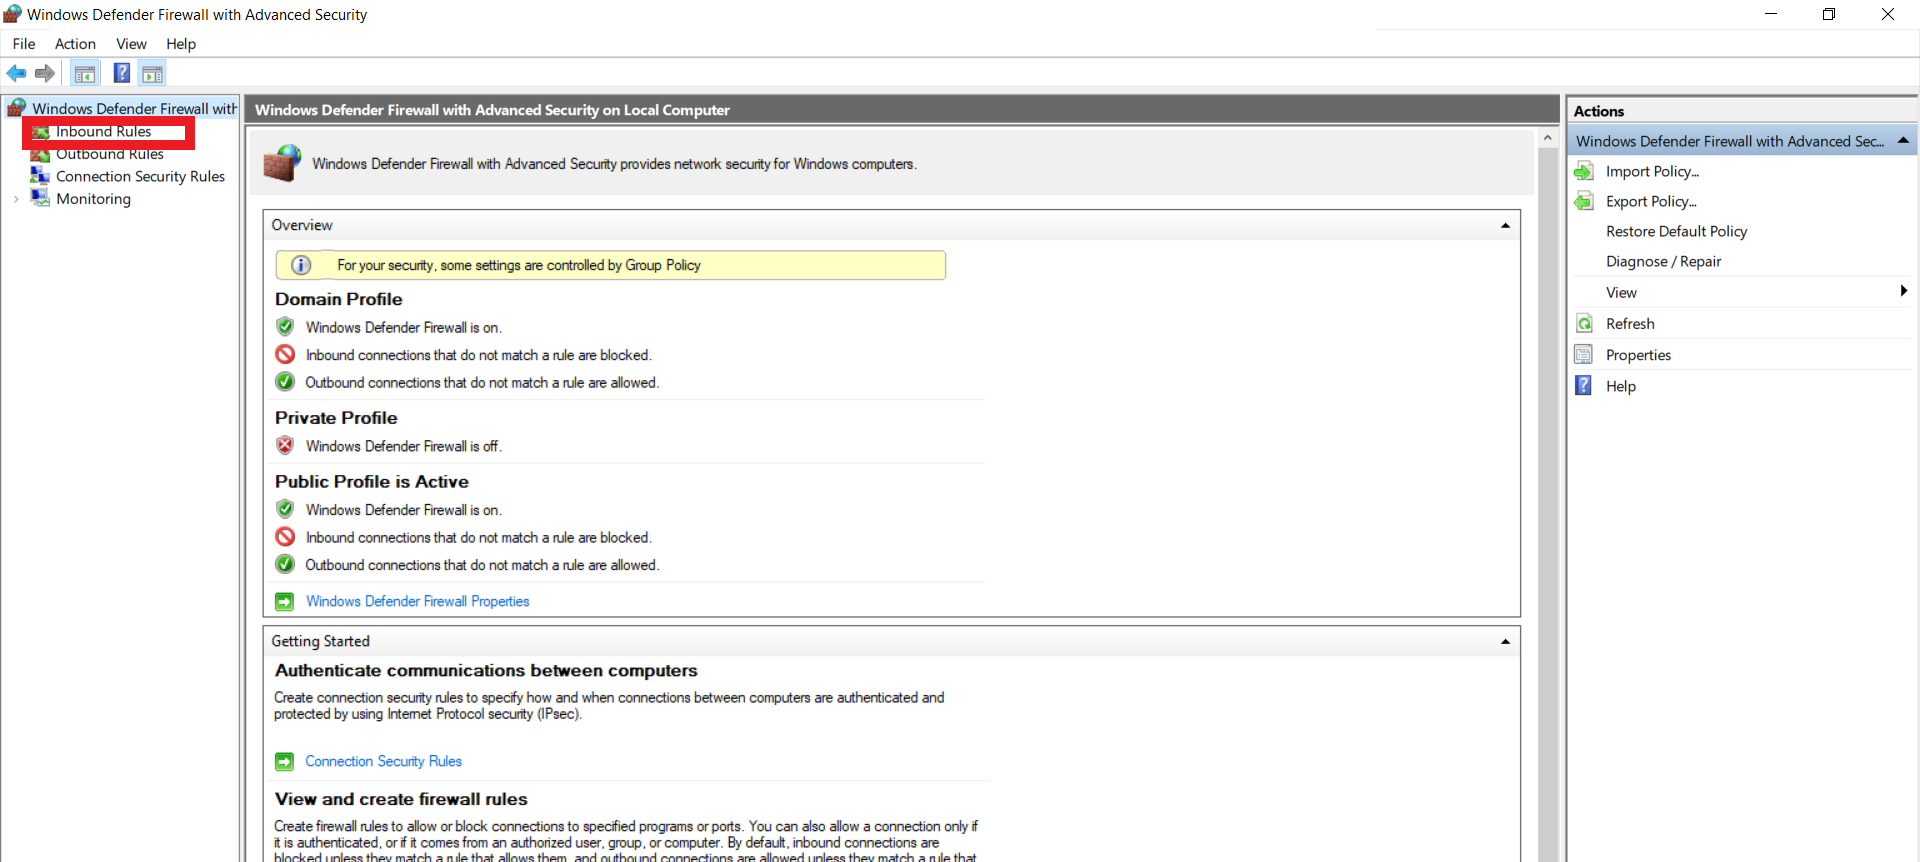 Windows Defender Firewall with Advanced Security
File Action View Help
Windows Defender Firewall with
Inbound Rules
Outbound Rules
Connection Security Rules
Monitoring
Windows Defender Firewall with Advanced Security on Local Computer
Windows Defender Firewall with Advanced Security provides network security for Windows computers.
Overview
For your security, some settings are controlled by Group Policy
Domain Profile
Windows Defender Firewall is on.
Inbound connections that do not match a rule are blocked.
Outbound connections that do not match a rule are allowed.
Private Profile
Windows Defender Firewall is off.
Public Profile is Active
Windows Defender Firewall is on.
Inbound connections that do not match a rule are blocked.
Outbound connections that do not match a rule are allowed.
Windows Defender Firewall Properties
Getting Started
Authenticate communications between computers
Create connection security rules to specify how and when connections between computers are authenticated and
protected by using Internet Protocol security (IPsec).
Connection Security Rules
View and create firewall rules
Create firewall rules to allow or block connections to specified programs or ports. You can also allow a connection only if
it is authenticated, or if it comes from an authorized user, group, or computer. By default, inbound connections are
blocked unless they match a rule that allows them, and outbound connections are allowed unless they match a rule that
Actions
Windows Defender Firewall with Advanced Sec...
Import Policy...
Export Policy...
Restore Default Policy
Diagnose / Repair
View
Refresh
Properties
Help